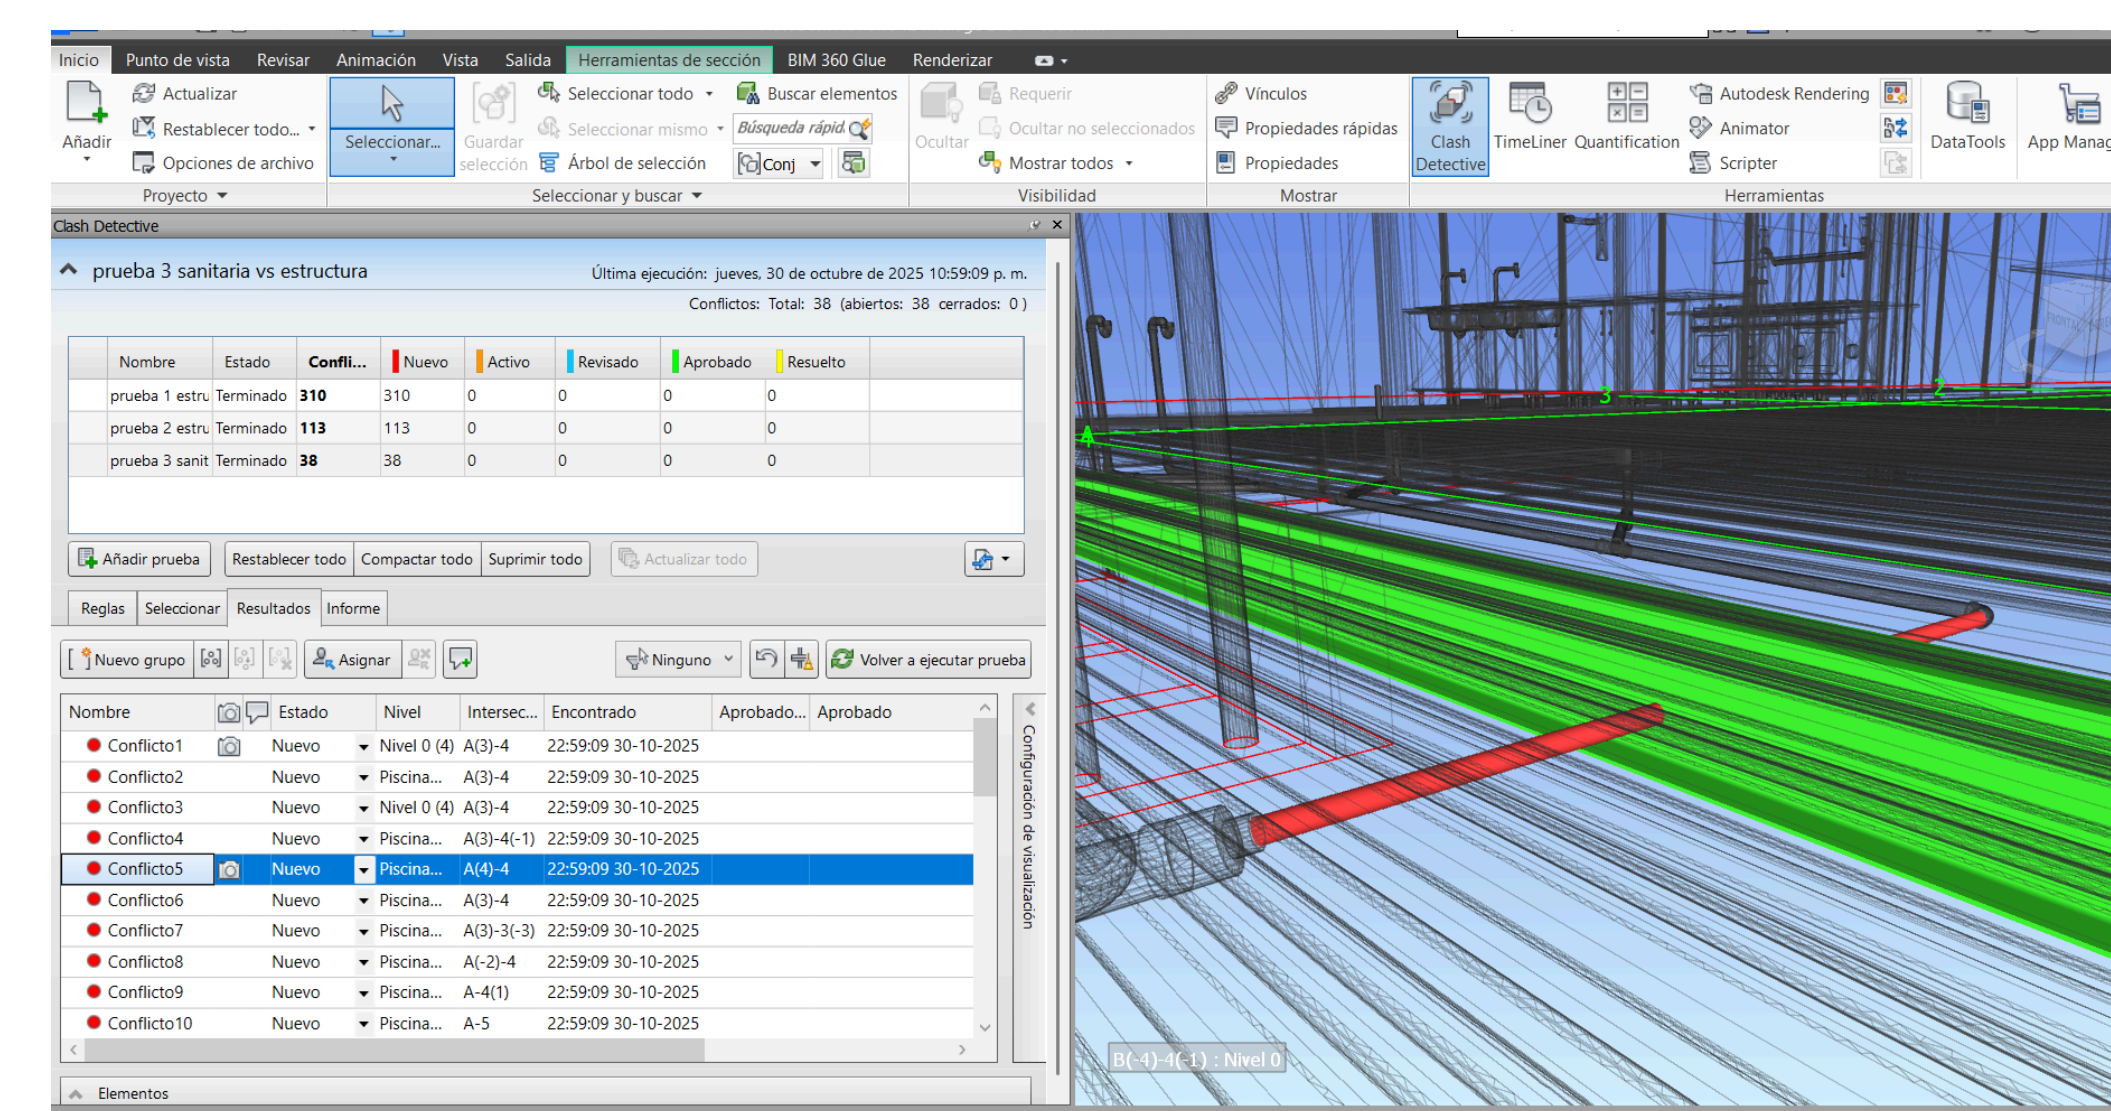 Inicio Punto de vista Revisar Animación Vista Salida Herramientas de sección BIM 360 Glue Renderizar
Actualizar Seleccionar todo Buscar elementos Requerir Vínculos Autodesk Rendering
Añadir Restablecer todo... Seleccionar... Guardar selección Seleccionar mismo Búsqueda rápid Ocultar Ocultar no seleccionados Propiedades rápidas Clash Detective TimeLiner Quantification Animator DataTools App Manag
Opciones de archivo Árbol de selección Conj Mostrar todos Propiedades Scripter
Proyecto Seleccionar y buscar Visibilidad Mostrar Herramientas
Clash Detective
prueba 3 sanitaria vs estructura Última ejecución: jueves, 30 de octubre de 2025 10:59:09 p. m.
Conflictos: Total: 38 (abiertos: 38 cerrados: 0 )
Nombre Estado Confli... Nuevo Activo Revisado Aprobado Resuelto
prueba 1 estru Terminado 310 310 0 0 0 0
prueba 2 estru Terminado 113 113 0 0 0 0
prueba 3 sanit Terminado 38 38 0 0 0 0
Añadir prueba Restablecer todo Compactar todo Suprimir todo Actualizar todo
Reglas Seleccionar Resultados Informe
Nuevo grupo Asignar Ninguno Volver a ejecutar prueba
Nombre Estado Nivel Intersec... Encontrado Aprobado... Aprobado
Conflicto1 Nuevo Nivel 0 (4) A(3)-4 22:59:09 30-10-2025
Conflicto2 Nuevo Piscina... A(3)-4 22:59:09 30-10-2025
Conflicto3 Nuevo Nivel 0 (4) A(3)-4 22:59:09 30-10-2025
Conflicto4 Nuevo Piscina... A(3)-4(-1) 22:59:09 30-10-2025
Conflicto5 Nuevo Piscina... A(4)-4 22:59:09 30-10-2025
Conflicto6 Nuevo Piscina... A(3)-4 22:59:09 30-10-2025
Conflicto7 Nuevo Piscina... A(3)-3(-3) 22:59:09 30-10-2025
Conflicto8 Nuevo Piscina... A(-2)-4 22:59:09 30-10-2025
Conflicto9 Nuevo Piscina... A-4(1) 22:59:09 30-10-2025
Conflicto10 Nuevo Piscina... A-5 22:59:09 30-10-2025
Configuración de visualización
Elementos
3
2
A
B(-4)-4(-1) : Nivel 0